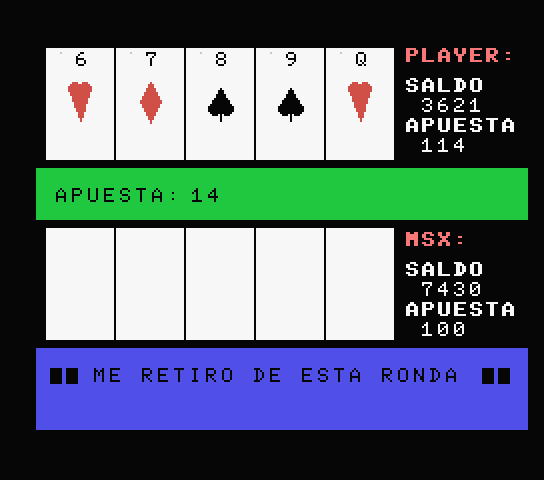 6 7 8 9 Q
PLAYER:
SALDO
3621
APUESTA
114
APUESTA: 14
MSX:
SALDO
7430
APUESTA
100
ME RETIRO DE ESTA RONDA